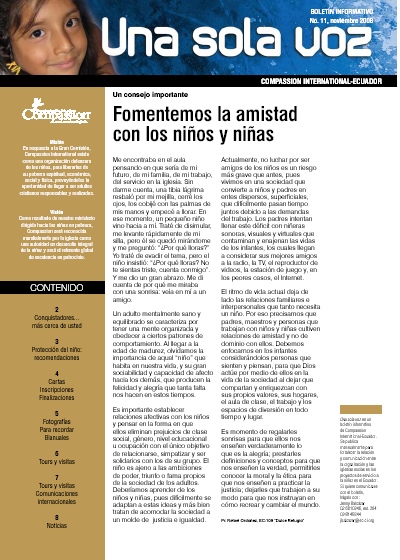 BOLETÍN INFORMATIVO
No. 11, noviembre 2008
Una sola voz
COMPASSION INTERNATIONAL-ECUADOR
Compassion
Misión
En respuesta a la Gran Comisión,
Compassion International existe
como una organización defensora
de los niños, para liberarlos de
su pobreza espiritual, económica,
social y física, proveyéndoles la
oportunidad de llegar a ser adultos
cristianos responsables y realizados.
Visión
Como resultado de nuestro ministerio
dirigido hacia los niños en pobreza,
Compassion será reconocida
mundialmente por la iglesia como
una autoridad en desarrollo integral
de la niñez y será el referente global
de excelencia en patrocinio.
CONTENIDO
2
Conquistadores...
más cerca de usted
3
Protección del niño:
recomendaciones
4
Cartas
Inscripciones
Finalizaciones
5
Fotografías
Para recordar
Manuales
6
Tours y visitas
7
Tours y visitas
Comunicaciones
internacionales
8
Noticias
Un consejo importante
Fomentemos la amistad
con los niños y niñas
Me encontraba en el aula
pensando en que sería de mi
futuro, de mi familia, de mi trabajo,
del servicio en la iglesia. Sin
darme cuenta, una tibia lágrima
resbaló por mi mejilla, cerré los
ojos, los cobijé con las palmas de
mis manos y empecé a llorar. En
ese momento, un pequeño niño
vino hacia a mí. Traté de disimular,
me levanté rápidamente de mi
silla, pero él se quedó mirándome
y me preguntó: "¿Por qué lloras?"
Yo traté de evadir el tema, pero el
niño insistió: "¿Por qué lloras? No
te sientas triste, cuenta conmigo".
Y me dio un gran abrazo. Me di
cuenta de por qué me miraba
con una sonrisa: veía en mí a un
amigo.
Un adulto mentalmente sano y
equilibrado se caracteriza por
tener una mente organizada y
obedecer a ciertos patrones de
comportamiento. Al llegar a la
edad de madurez, olvidamos la
importancia de aquel "niño" que
habita en nuestra vida, y su gran
sociabilidad y capacidad de afecto
hacia los demás, que producen la
felicidad y alegría que tanta falta
nos hacen en estos tiempos.
Es importante establecer
relaciones afectivas con los niños
y pensar en la forma en que
ellos eliminan prejuicios de clase
social, género, nivel educacional
u ocupación con el único objetivo
de relacionarse, simpatizar y ser
solidarios con los de su grupo. El
niño es ajeno a las ambiciones
de poder, triunfo o fama propios
de la sociedad de los adultos.
Deberíamos aprender de los
niños y niñas, pues difícilmente se
adaptan a estas ideas y más bien
tratan de acomodar la sociedad a
un molde de justicia e igualdad.
Actualmente, no luchar por ser
amigos de los niños es un riesgo
más grave que antes, pues
vivimos en una sociedad que
convierte a niños y padres en
entes dispersos, superficiales,
que difícilmente pasan tiempo
juntos debido a las demandas
del trabajo. Los padres intentan
llenar este déficit con niñeras
sonoras, visuales y virtuales que
contaminan y enajenan las vidas
de los infantes, los cuales llegan
a considerar sus mejores amigos
a la radio, la TV, el reproductor de
videos, la estación de juego y, en
los peores casos, el Internet.
El ritmo de vida actual deja de
lado las relaciones familiares e
interpersonales que tanto necesita
un niño. Por eso precisamos que
padres, maestros y personas que
trabajan con niños y niñas cultiven
relaciones de amistad y no de
dominio con ellos. Debemos
enfocarnos en los infantes
considerándolos personas que
sienten y piensan, para que Dios
actúe por medio de ellos en la
vida de la sociedad al dejar que
compartan y enriquezcan con
sus propios valores, sus hogares,
el aula de clase, el trabajo y los
espacios de diversión en todo
tiempo y lugar.
Es momento de regalarles
sonrisas para que ellos nos
enseñen verdaderamente lo
que es la alegría; prestarles
definiciones y conceptos para que
nos enseñen la verdad, permitirles
conocer la moral y la ética para
que nos enseñen a practicar la
justicia; dejarles que trabajen a su
modo para que nos instruyan en
cómo recrear y cambiar el mundo.